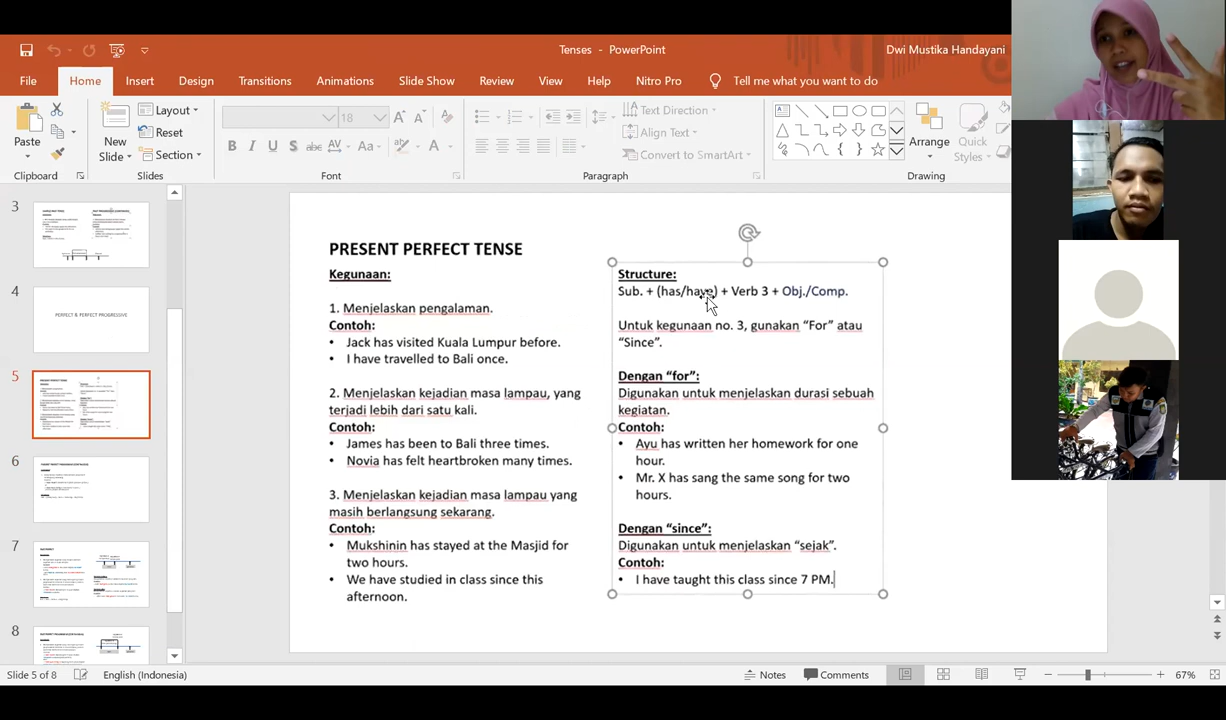 Tenses - PowerPoint
Dwi Mustika Handayani
File
Home
Insert
Design
Transitions
Animations
Slide Show
Review
View
Help
Nitro Pro
Tell me what you want to do
Paste
Clipboard
New
Slide
Layout
Reset
Section
Slides
18
Font
Text Direction
Align Text
Convert to SmartArt
Paragraph
Arrange
Quick
Styles
Drawing
3
4
PERFECT & PERFECT PROGRESSIVE
5
6
7
8
PRESENT PERFECT TENSE
Kegunaan:
1. Menjelaskan pengalaman.
Contoh:
• Jack has visited Kuala Lumpur before.
• I have travelled to Bali once.
2. Menjelaskan kejadian masa lampau, yang
terjadi lebih dari satu kali.
Contoh:
• James has been to Bali three times.
• Novia has felt heartbroken many times.
3. Menjelaskan kejadian masa lampau yang
masih berlangsung sekarang.
Contoh:
• Mukshinin has stayed at the Masjid for
two hours.
• We have studied in class since this
afternoon.
Structure:
Sub. + (has/have) + Verb 3 + Obj./Comp.
Untuk kegunaan no. 3, gunakan “For” atau
“Since”.
Dengan “for”:
Digunakan untuk menjelaskan durasi sebuah
kegiatan.
Contoh:
• Ayu has written her homework for one
hour.
• Mr. X has sang the same song for two
hours.
Dengan “since”:
Digunakan untuk menjelaskan “sejak”.
Contoh:
• I have taught this class since 7 PM.
Slide 5 of 8
English (Indonesia)
Notes
Comments
67%